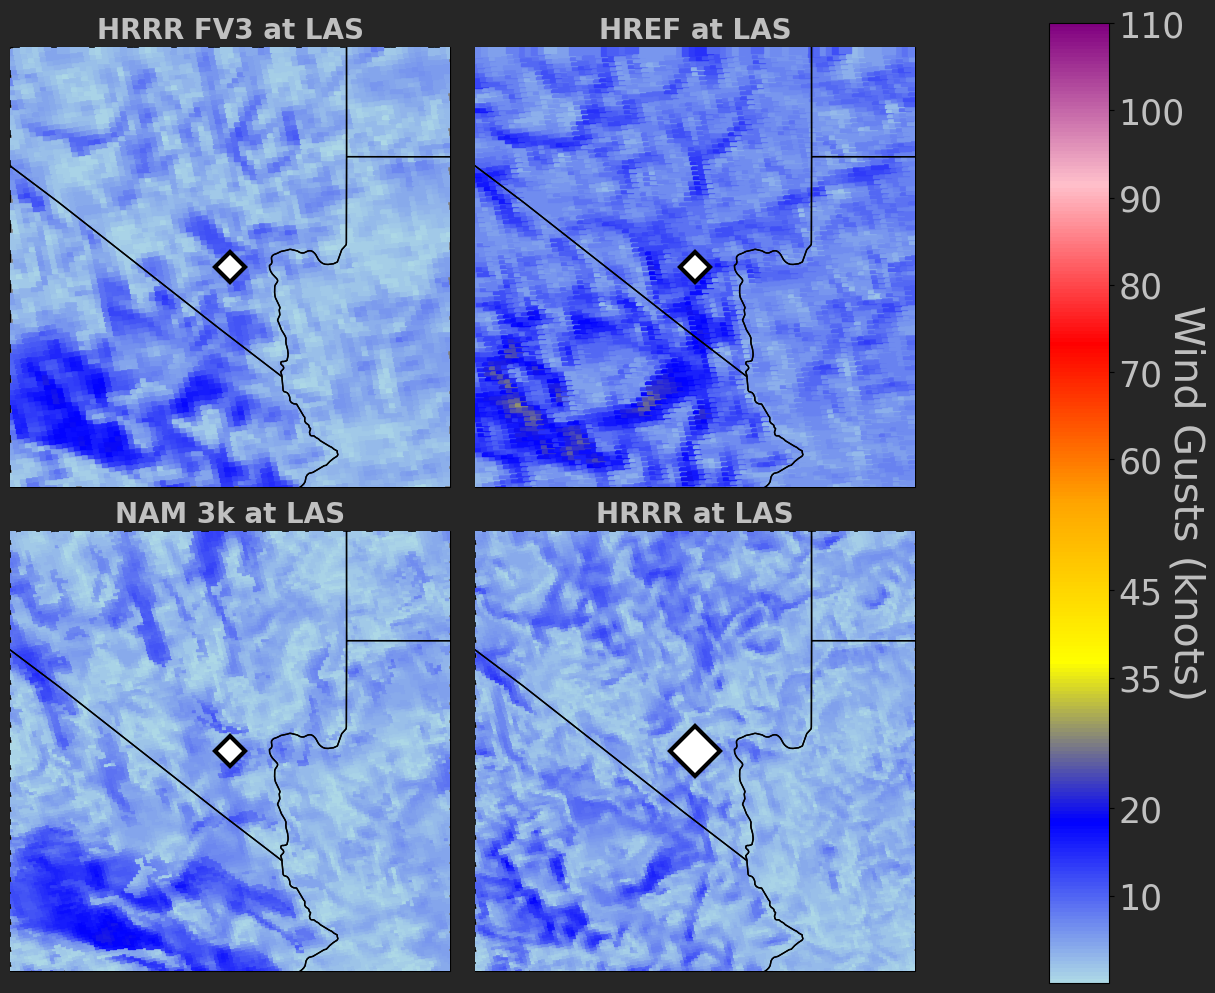 HRRR FV3 at LAS
HREF at LAS
NAM 3k at LAS
HRRR at LAS
110
100
90
80
70
60
45
35
20
10
Wind Gusts (knots)